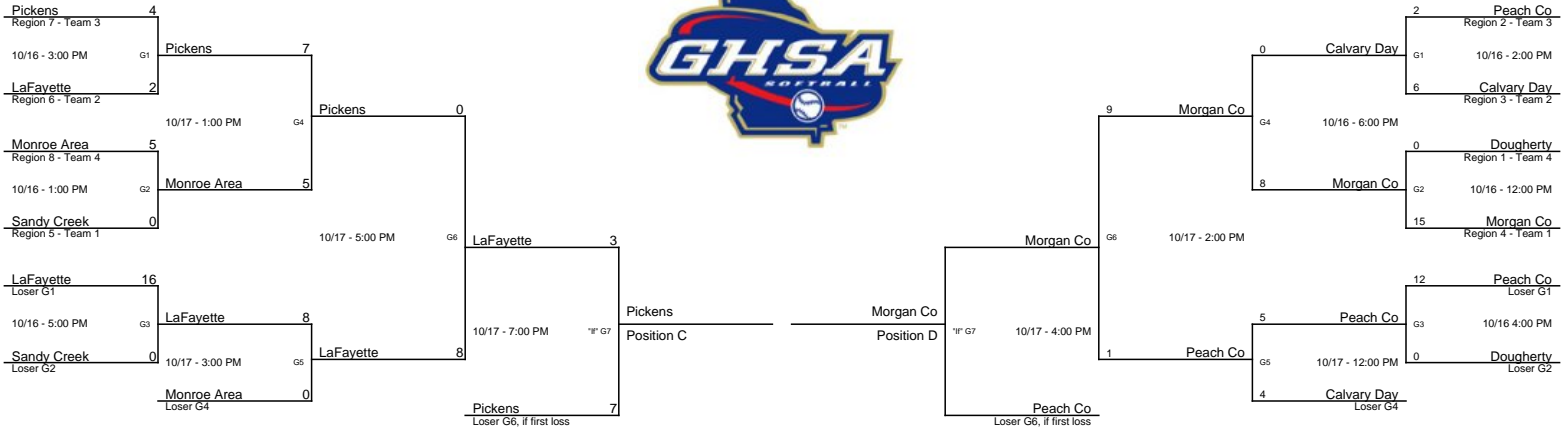 GHSA
SOFTBALL
Pickens 4
Region 7 - Team 3
10/16 - 3:00 PM G1
Pickens 7
LaFayette 2
Region 6 - Team 2
10/17 - 1:00 PM G4
Pickens 0
Monroe Area 5
Region 8 - Team 4
10/16 - 1:00 PM G2
Monroe Area 5
Sandy Creek 0
Region 5 - Team 1
10/17 - 5:00 PM G6
LaFayette 3
LaFayette 16
Loser G1
10/16 - 5:00 PM G3
LaFayette 8
Sandy Creek 0
Loser G2
10/17 - 3:00 PM G5
LaFayette 8
Monroe Area 0
Loser G4
10/17 - 7:00 PM "If" G7
Pickens
Position C
Pickens 7
Loser G6, if first loss
2 Peach Co
Region 2 - Team 3
0 Calvary Day
G1 10/16 - 2:00 PM
6 Calvary Day
Region 3 - Team 2
9 Morgan Co
G4 10/16 - 6:00 PM
0 Dougherty
Region 1 - Team 4
8 Morgan Co
G2 10/16 - 12:00 PM
15 Morgan Co
Region 4 - Team 1
Morgan Co
G6 10/17 - 2:00 PM
12 Peach Co
Loser G1
5 Peach Co
G3 10/16 4:00 PM
0 Dougherty
Loser G2
1 Peach Co
G5 10/17 - 12:00 PM
4 Calvary Day
Loser G4
Morgan Co
Position D
"If" G7 10/17 - 4:00 PM
Peach Co
Loser G6, if first loss